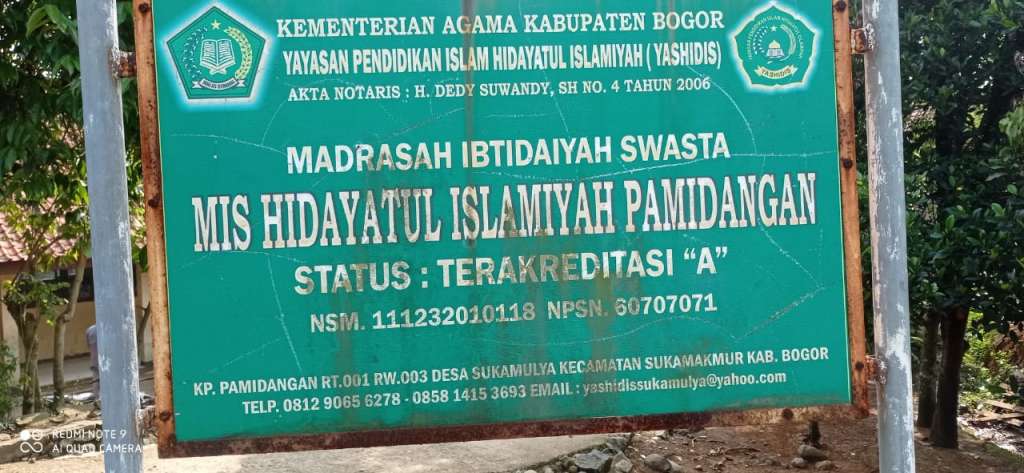 KEMENTERIAN AGAMA KABUPATEN BOGOR
YAYASAN PENDIDIKAN ISLAM HIDAYATUL ISLAMIYAH ( YASHIDIS)
AKTA NOTARIS : H. DEDY SUWANDY, SH NO. 4 TAHUN 2006
YASHIDIS
MADRASAH IBTIDAIYAH SWASTA
MIS HIDAYATUL ISLAMIYAH PAMIDANGAN
STATUS : TERAKREDITASI “A”
NSM. 111232010118 NPSN. 60707071
KP. PAMIDANGAN RT.001 RW.003 DESA SUKAMULYA KECAMATAN SUKAMAKMUR KAB. BOGOR
TELP. 0812 9065 6278 - 0858 1415 3693 EMAIL : yashidissukamulya@yahoo.com
REDMI NOTE 9
AI QUAD CAMERA